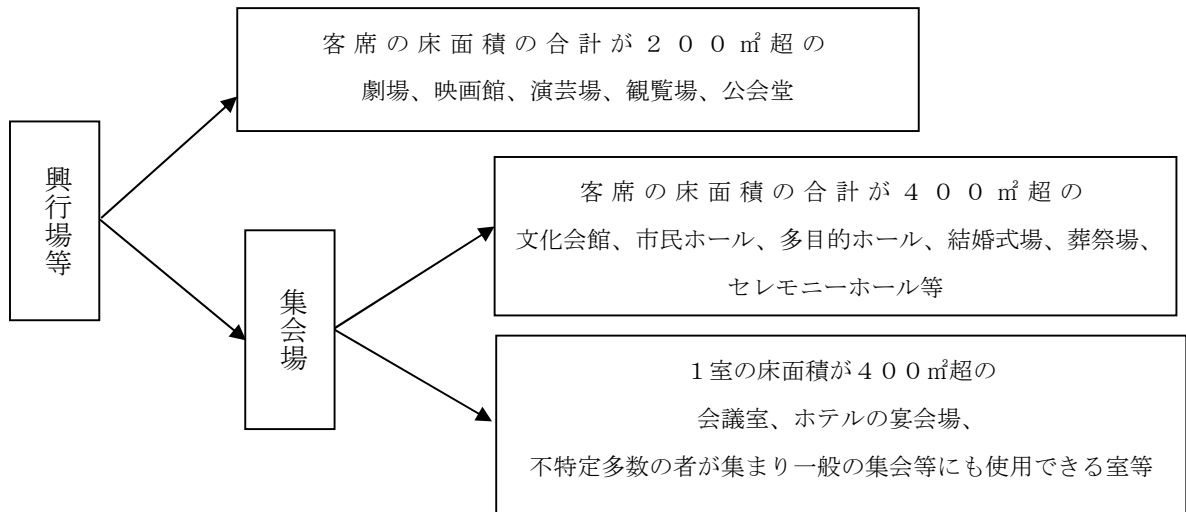 客席の床面積の合計が２００㎡超の
劇場、映画館、演芸場、観覧場、公会堂
興行場等
客席の床面積の合計が４００㎡超の
文化会館、市民ホール、多目的ホール、結婚式場、葬祭場、
セレモニーホール等
集会場
１室の床面積が４００㎡超の
会議室、ホテルの宴会場、
不特定多数の者が集まり一般の集会等にも使用できる室等